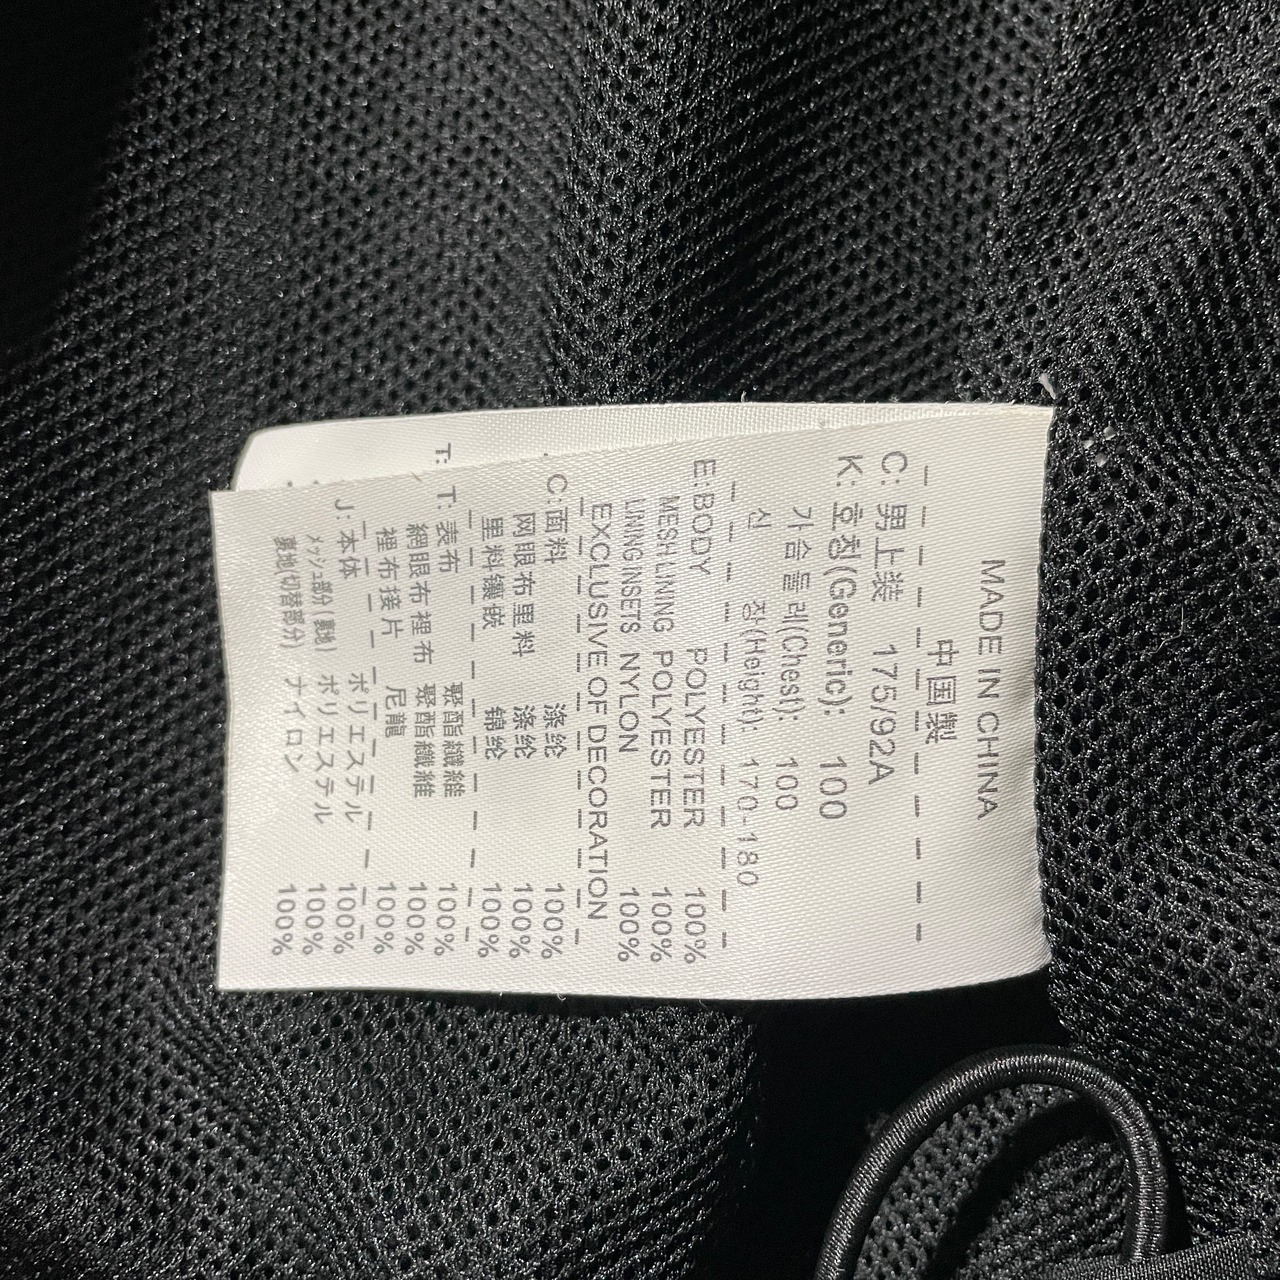 MADE IN CHINA
中国製
C: 男上装 175/92A
K: 호칭(Generic): 100
가슴둘레(Chest): 100
신 장(Height): 170-180
E: BODY POLYESTER 100%
MESH LINING POLYESTER 100%
LINING INSETS NYLON 100%
EXCLUSIVE OF DECORATION
C: 面料 涤纶 100%
网眼布里料 涤纶 100%
里料镶嵌 锦纶 100%
T: 表布 聚酯纖維 100%
網眼布裡布 聚酯纖維 100%
裡布接片 尼龍 100%
J: 本体 ポリエステル 100%
メッシュ部分(裏地) ポリエステル 100%
裏地(切替部分) ナイロン 100%
T: